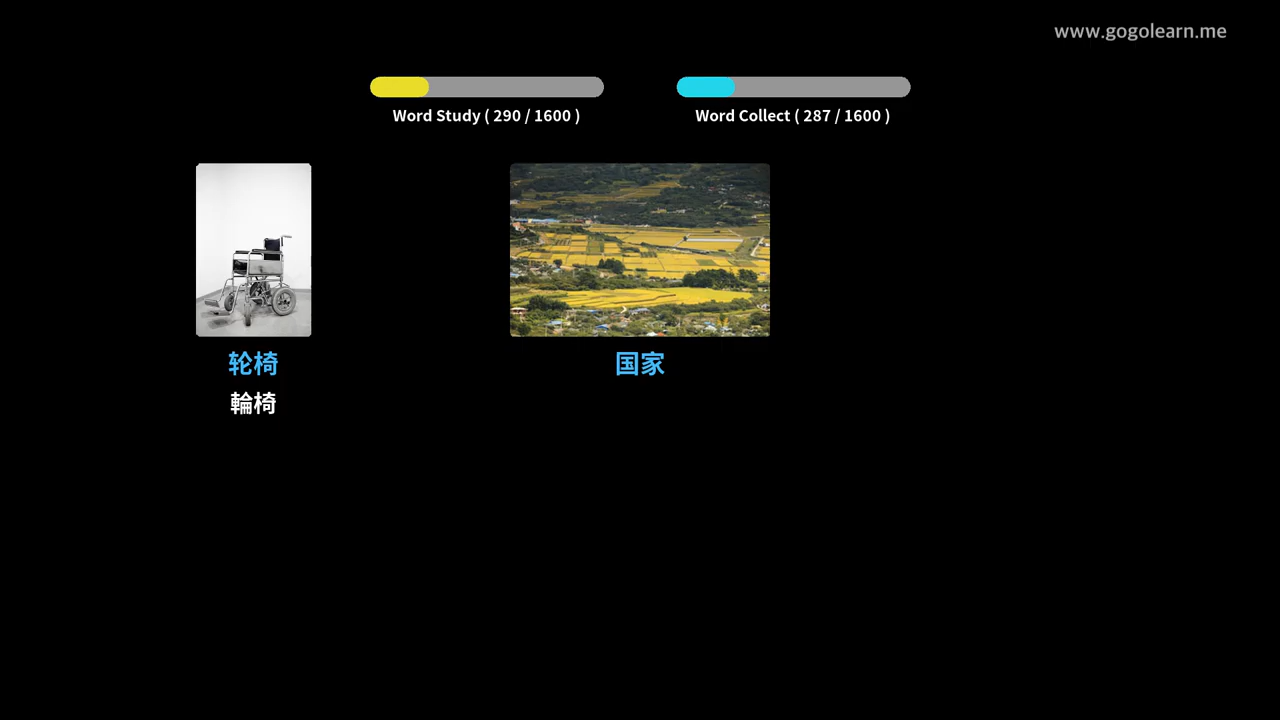 www.gogolearn.me
Word Study ( 290 / 1600 )
Word Collect ( 287 / 1600 )
轮椅
輪椅
国家